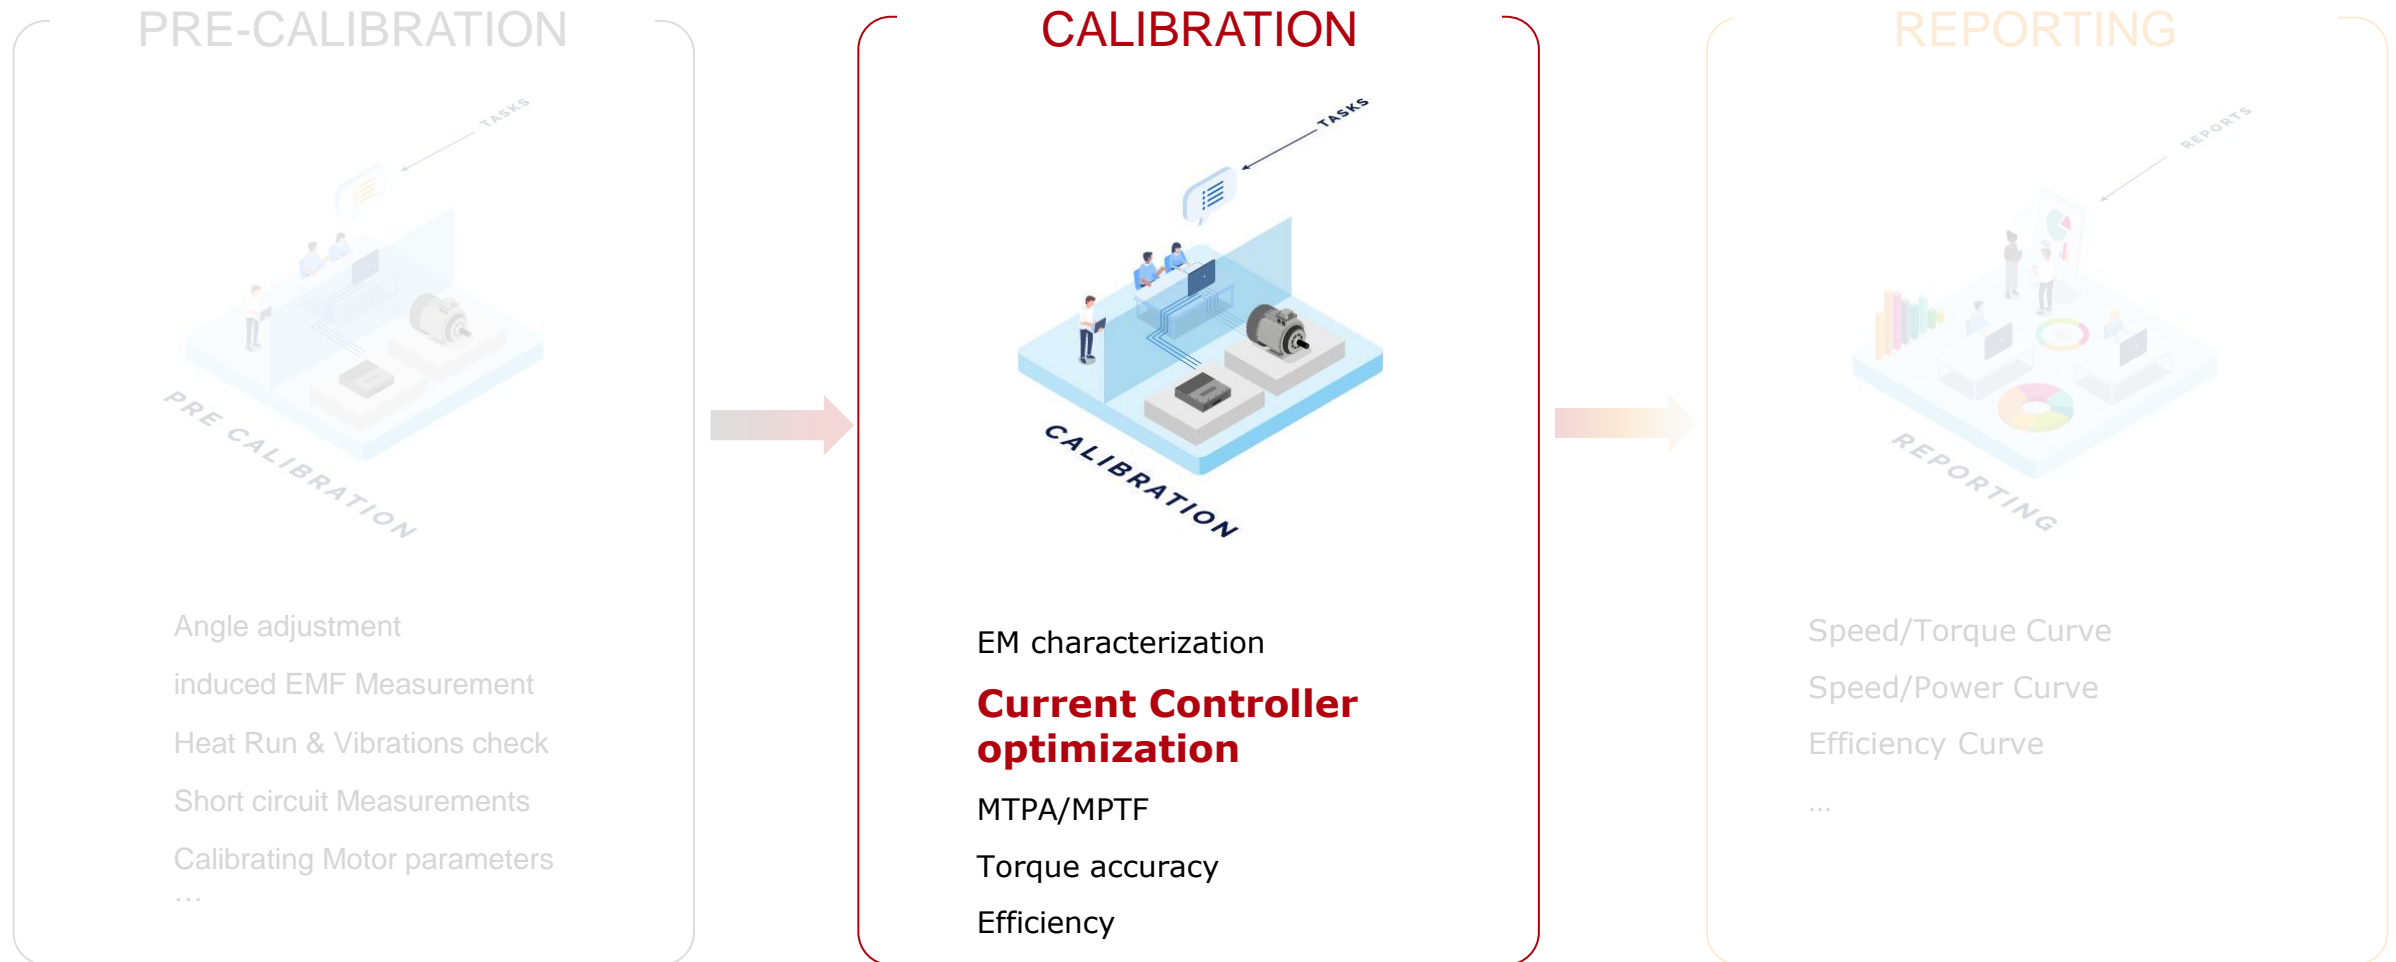 PRE-CALIBRATION
TASKS
PRE CALIBRATION
Angle adjustment
induced EMF Measurement
Heat Run & Vibrations check
Short circuit Measurements
Calibrating Motor parameters
…
CALIBRATION
TASKS
CALIBRATION
EM characterization
Current Controller
optimization
MTPA/MPTF
Torque accuracy
Efficiency
REPORTING
REPORTS
REPORTING
Speed/Torque Curve
Speed/Power Curve
Efficiency Curve
…